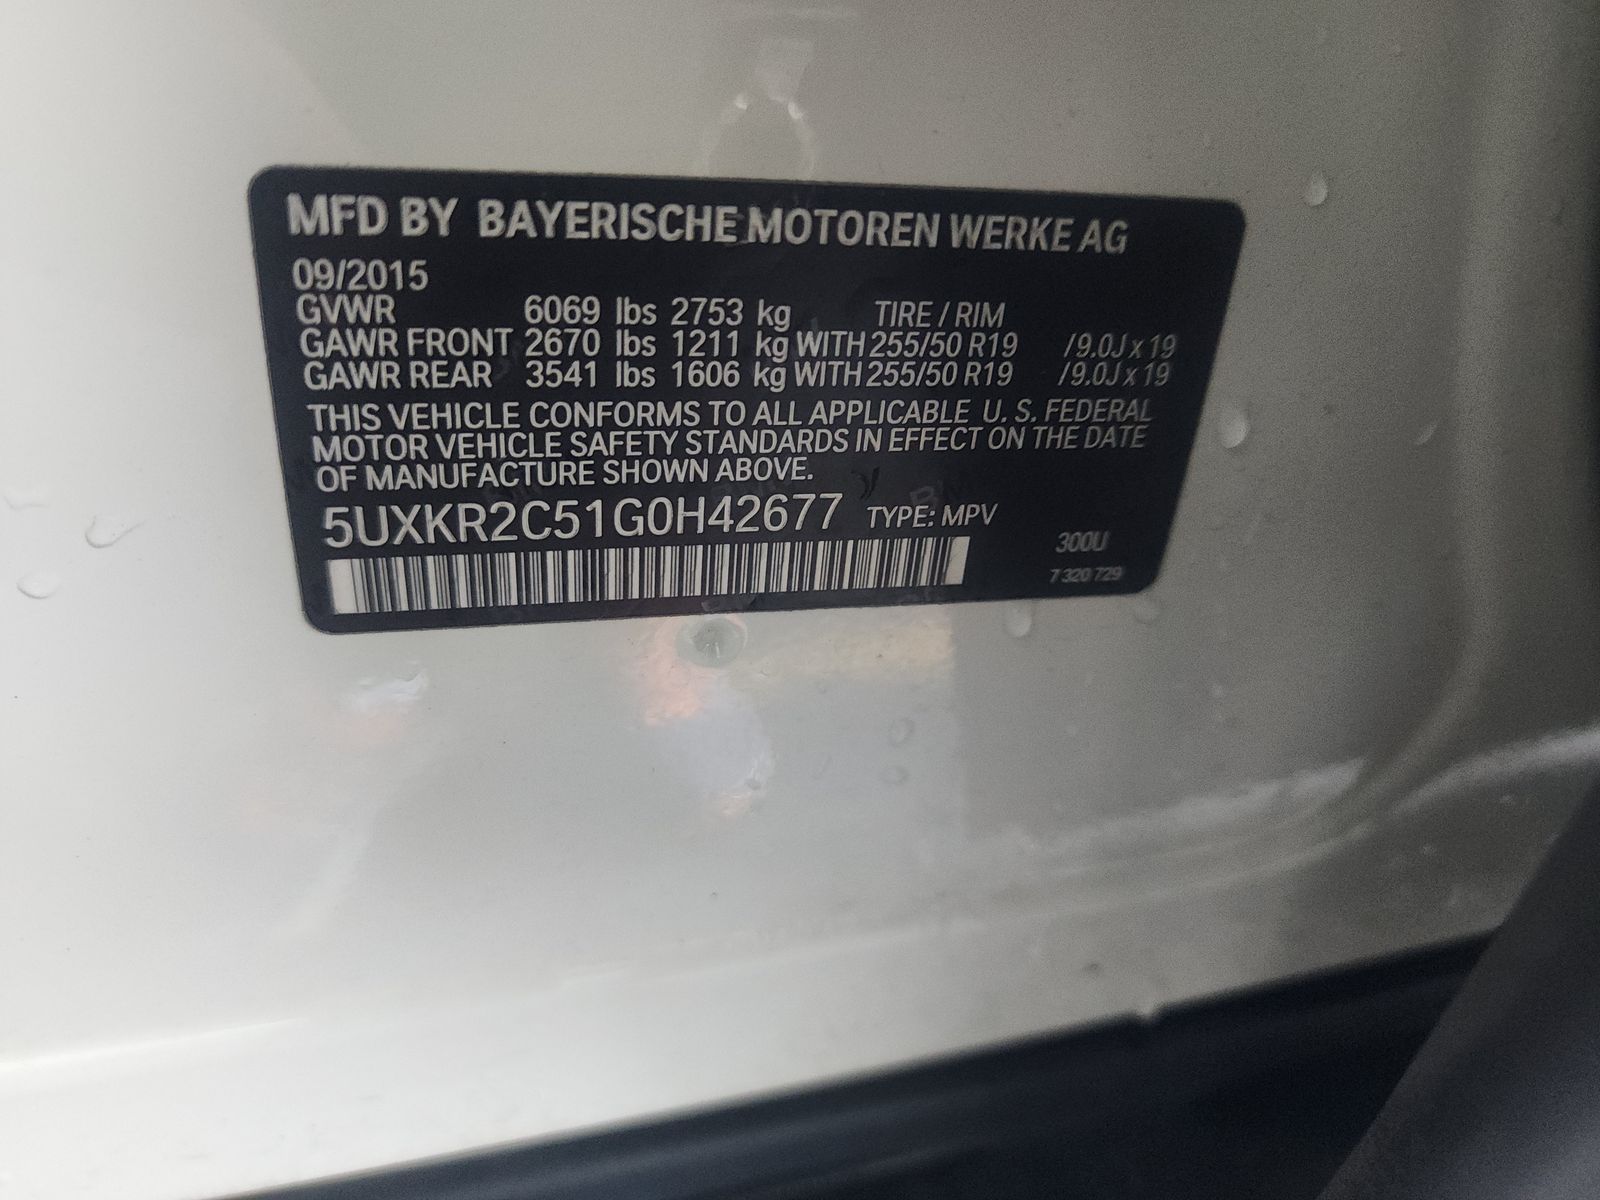 MFD BY BAYERISCHE MOTOREN WERKE AG
09/2015
GVWR 6069 lbs 2753 kg TIRE / RIM
GAWR FRONT 2670 lbs 1211 kg WITH 255/50 R19 /9.0J x 19
GAWR REAR 3541 lbs 1606 kg WITH 255/50 R19 /9.0J x 19
THIS VEHICLE CONFORMS TO ALL APPLICABLE U. S. FEDERAL
MOTOR VEHICLE SAFETY STANDARDS IN EFFECT ON THE DATE
OF MANUFACTURE SHOWN ABOVE.
5UXKR2C51G0H42677 TYPE: MPV
300U
7 320 729